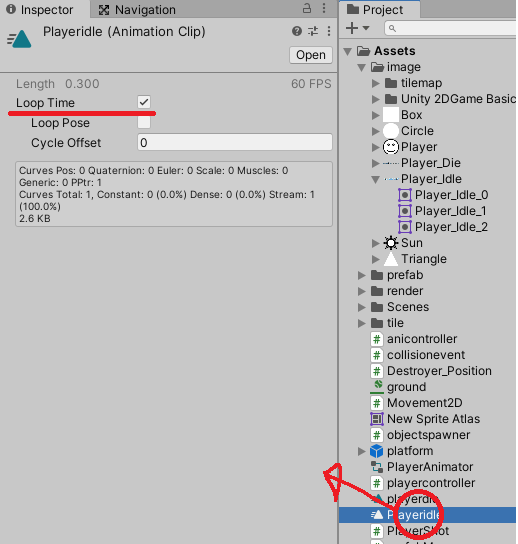 Inspector
Navigation
Playeridle (Animation Clip)
Open
Length 0.300
60 FPS
Loop Time
Loop Pose
Cycle Offset
0
Curves Pos: 0 Quaternion: 0 Euler: 0 Scale: 0 Muscles: 0
Generic: 0 PPtr: 1
Curves Total: 1, Constant: 0 (0.0%) Dense: 0 (0.0%) Stream: 1
(100.0%)
2.6 KB
Project
Assets
image
tilemap
Unity 2DGame Basic
Box
Circle
Player
Player_Die
Player_Idle
Player_Idle_0
Player_Idle_1
Player_Idle_2
Sun
Triangle
prefab
render
Scenes
tile
anicontroller
collisionevent
Destroyer_Position
ground
Movement2D
New Sprite Atlas
objectspawner
platform
PlayerAnimator
playercontroller
playerdie
Playeridle
PlayerShot